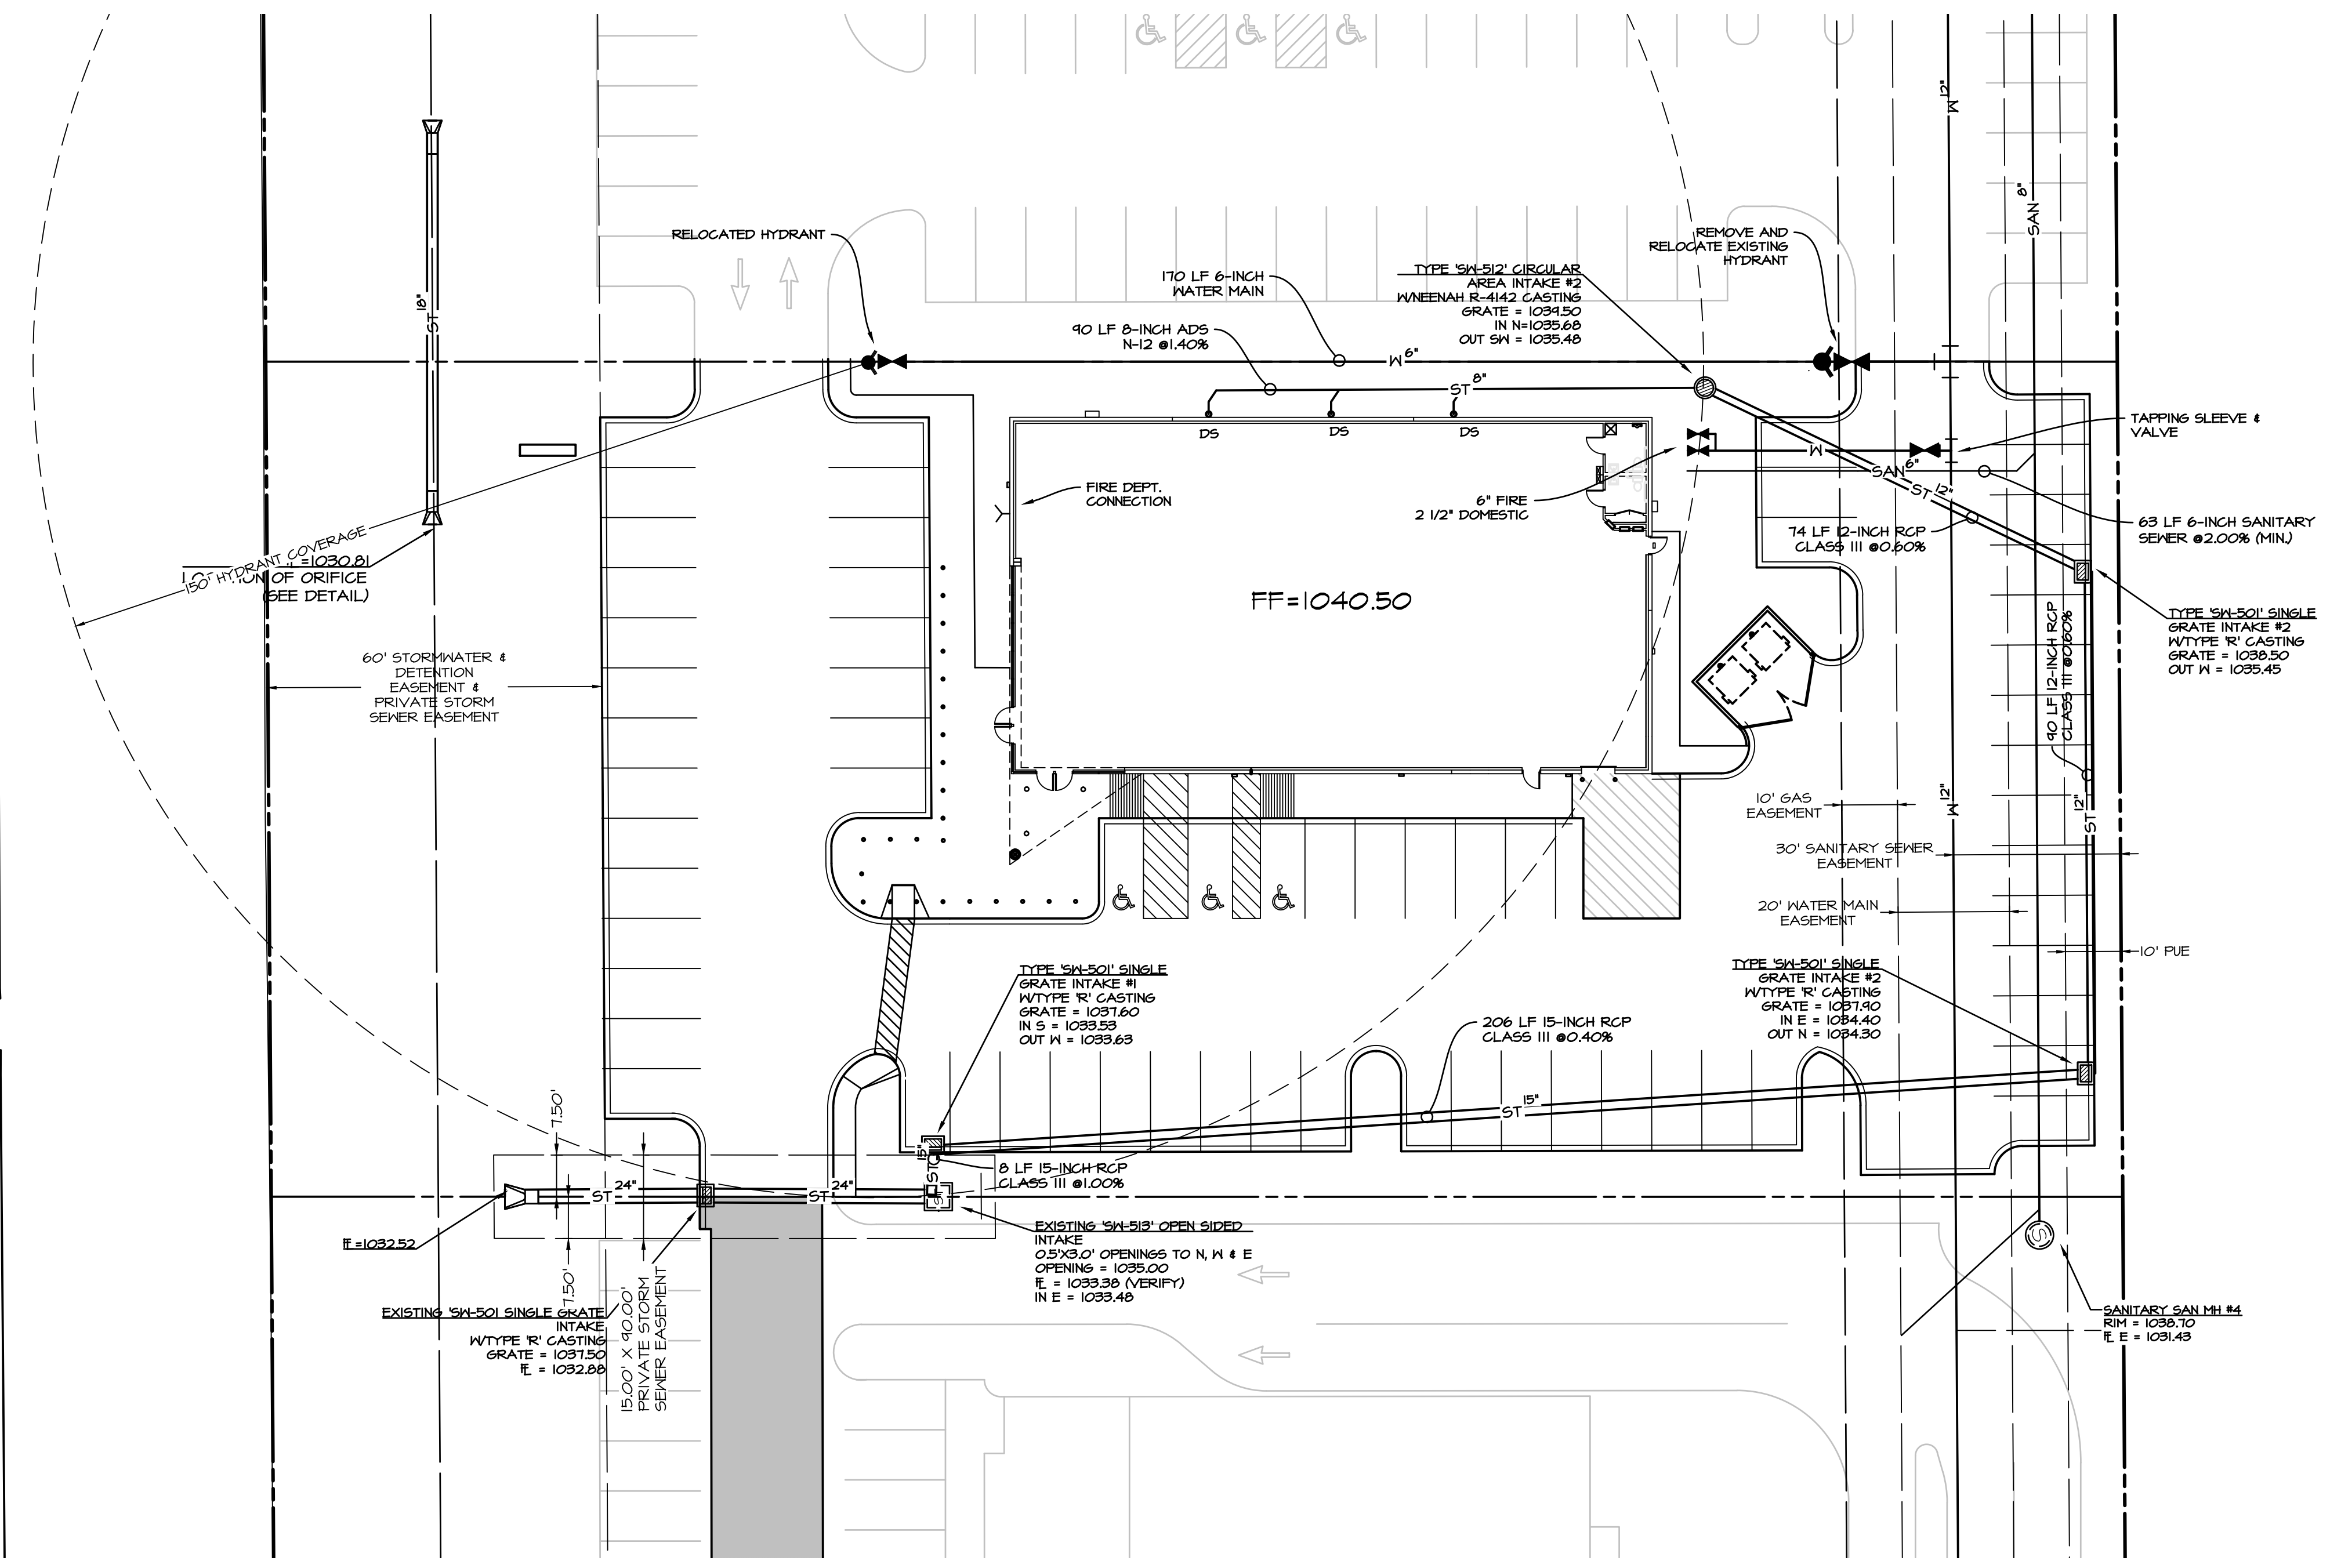 12"
W
SAN
8"
18"
ST
RELOCATED HYDRANT
170 LF 6-INCH
WATER MAIN
90 LF 8-INCH ADS
N-12 @1.40%
TYPE 'SW-512' CIRCULAR
AREA INTAKE #2
W/NEENAH R-4142 CASTING
GRATE = 1039.50
IN N=1035.68
OUT SW = 1035.48
REMOVE AND
RELOCATE EXISTING
HYDRANT
W 6"
ST 8"
DS
DS
DS
TAPPING SLEEVE &
VALVE
W
SAN 6"
ST 12"
FIRE DEPT.
CONNECTION
6" FIRE
2 1/2" DOMESTIC
74 LF 12-INCH RCP
CLASS III @0.60%
63 LF 6-INCH SANITARY
SEWER @2.00% (MIN.)
150' HYDRANT COVERAGE
=1030.81
OF ORIFICE
(SEE DETAIL)
FF=1040.50
TYPE 'SW-501' SINGLE
GRATE INTAKE #2
W/TYPE 'R' CASTING
GRATE = 1038.50
OUT W = 1035.45
90 LF 12-INCH RCP
CLASS III @0.60%
60' STORMWATER &
DETENTION
EASEMENT &
PRIVATE STORM
SEWER EASEMENT
10' GAS
EASEMENT
12"
W
ST 12"
30' SANITARY SEWER
EASEMENT
20' WATER MAIN
EASEMENT
10' PUE
TYPE 'SW-501' SINGLE
GRATE INTAKE #1
W/TYPE 'R' CASTING
GRATE = 1037.60
IN S = 1033.53
OUT W = 1033.63
206 LF 15-INCH RCP
CLASS III @0.40%
TYPE 'SW-501' SINGLE
GRATE INTAKE #2
W/TYPE 'R' CASTING
GRATE = 1037.90
IN E = 1034.40
OUT N = 1034.30
ST 15"
7.50'
15"
ST
8 LF 15-INCH RCP
CLASS III @1.00%
ST 24"
ST 24"
FL =1032.52
7.50'
15.00' X 90.00'
PRIVATE STORM
SEWER EASEMENT
EXISTING 'SW-513' OPEN SIDED
INTAKE
0.5'X3.0' OPENINGS TO N, W & E
OPENING = 1035.00
FL = 1033.38 (VERIFY)
IN E = 1033.48
EXISTING 'SW-501 SINGLE GRATE
INTAKE
W/TYPE 'R' CASTING
GRATE = 1037.50
FL = 1032.88
S
SANITARY SAN MH #4
RIM = 1038.70
FL E = 1031.43